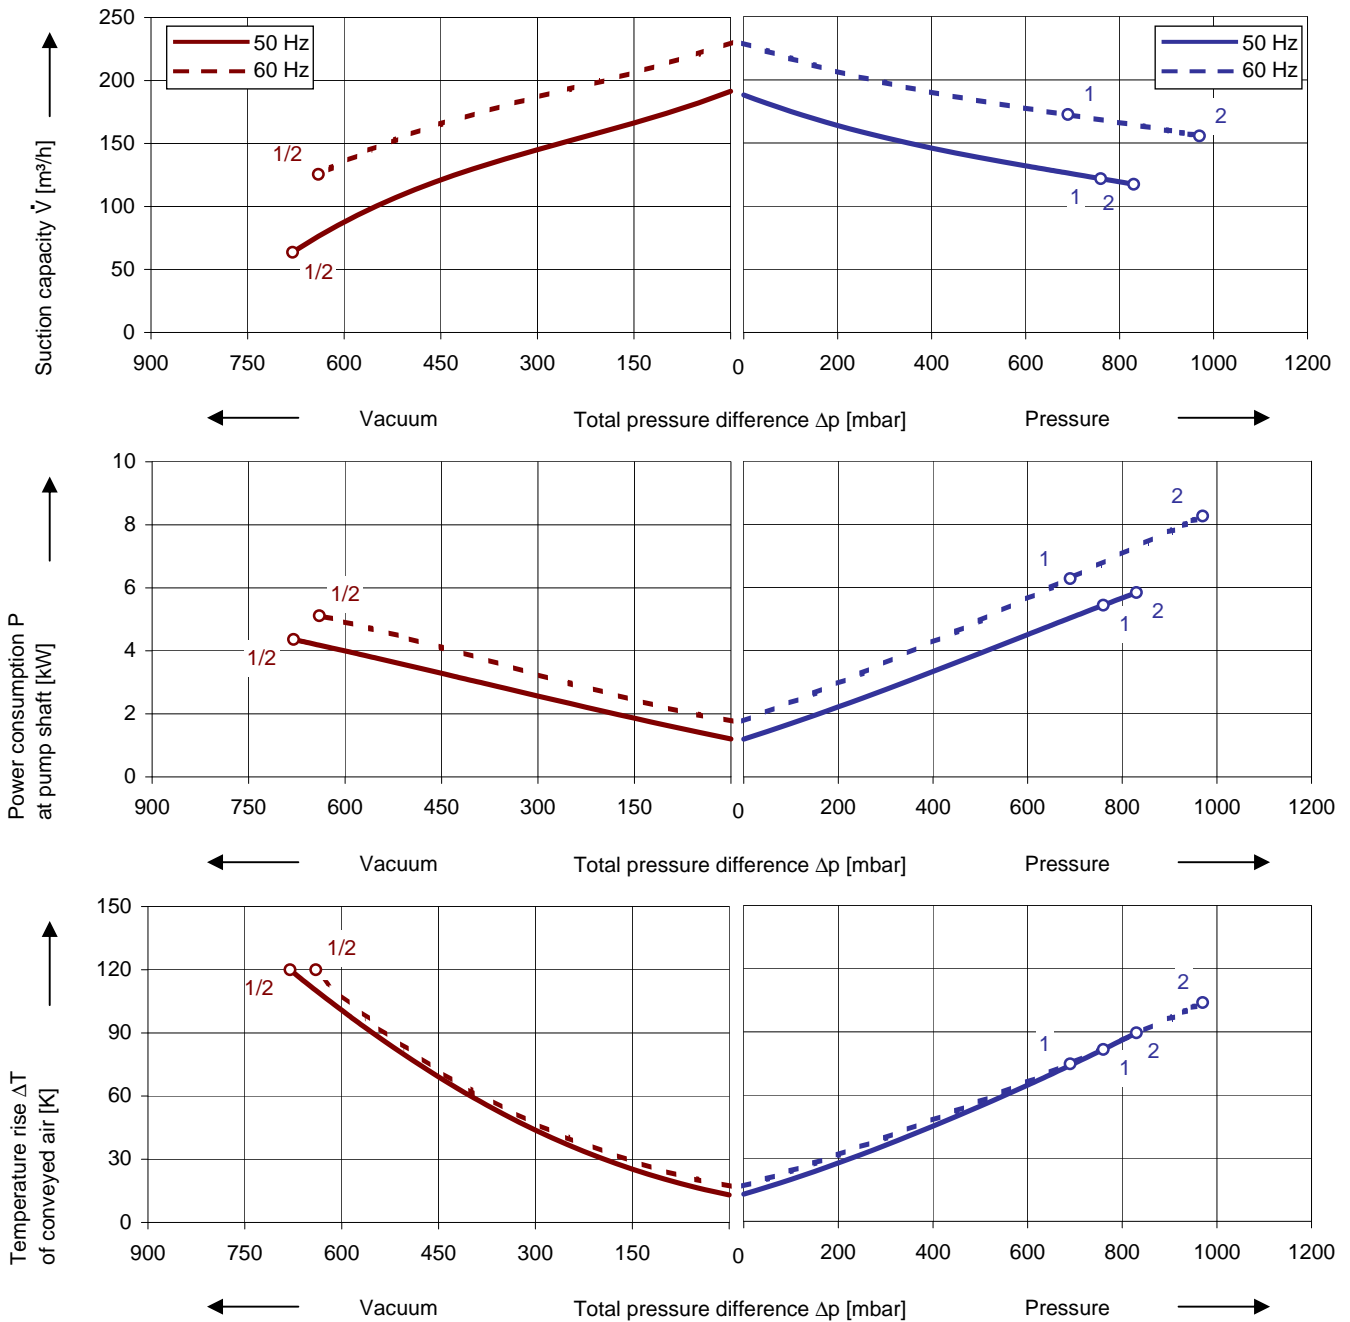 250
200
150
100
50
0
Suction capacity V̇ [m³/h]
50 Hz
60 Hz
50 Hz
60 Hz
1/2
1/2
1
2
1
2
900 750 600 450 300 150 0 200 400 600 800 1000 1200
Vacuum Total pressure difference Δp [mbar] Pressure
10
8
6
4
2
0
Power consumption P
at pump shaft [kW]
1/2
1/2
1
2
1
2
900 750 600 450 300 150 0 200 400 600 800 1000 1200
Vacuum Total pressure difference Δp [mbar] Pressure
150
120
90
60
30
0
Temperature rise ΔT
of conveyed air [K]
1/2
1/2
1
2
1
2
900 750 600 450 300 150 0 200 400 600 800 1000 1200
Vacuum Total pressure difference Δp [mbar] Pressure